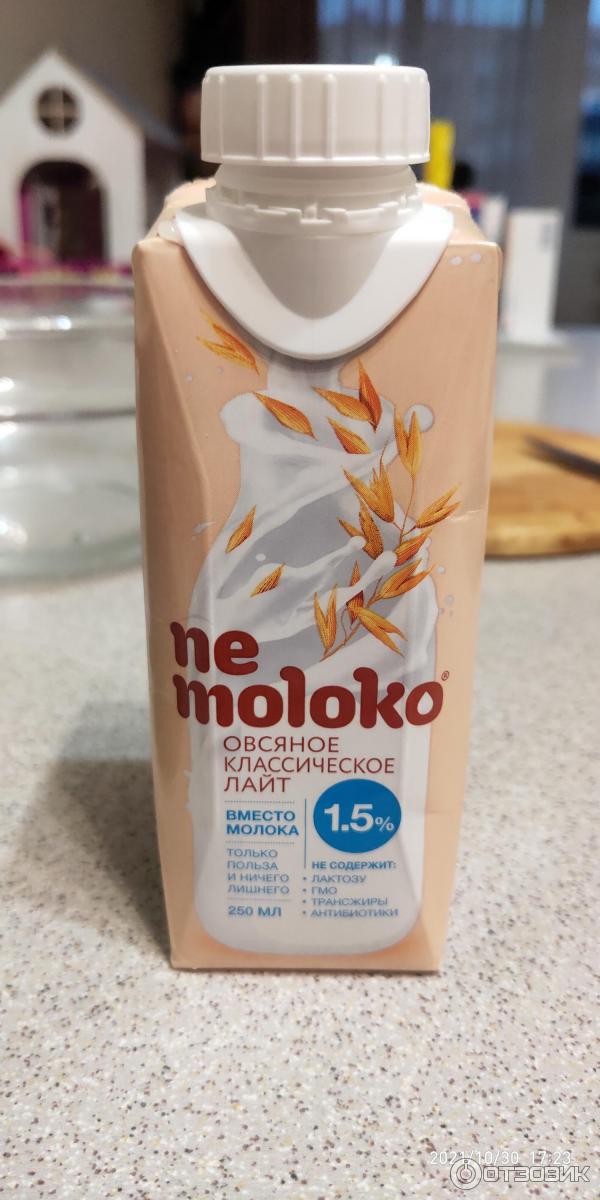 ne
moloko®
ОВСЯНОЕ
КЛАССИЧЕСКОЕ
ЛАЙТ
ВМЕСТО
МОЛОКА
1.5%
ТОЛЬКО
ПОЛЬЗА
И НИЧЕГО
ЛИШНЕГО
250 МЛ
НЕ СОДЕРЖИТ:
• ЛАКТОЗУ
• ГМО
• ТРАНСЖИРЫ
• АНТИБИОТИКИ
2021/10/30 17:23
ОТЗОВИК